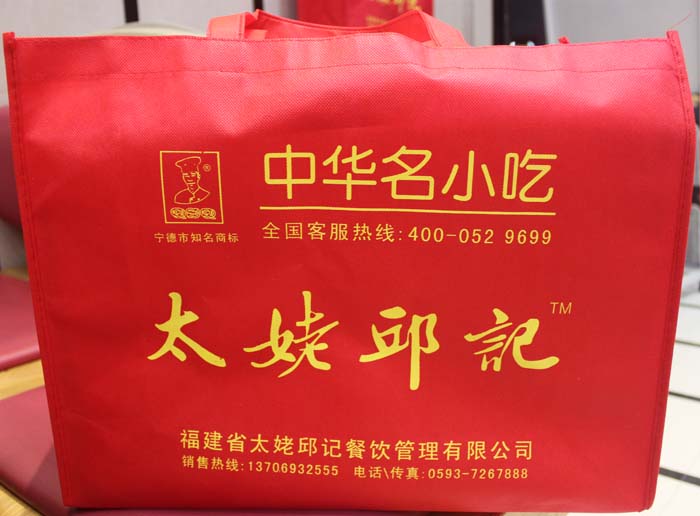 中华名小吃
®
宁德市知名商标
全国客服热线:400-052 9699
太姥邱記™
福建省太姥邱记餐饮管理有限公司
销售热线:13706932555 电话\传真:0593-7267888